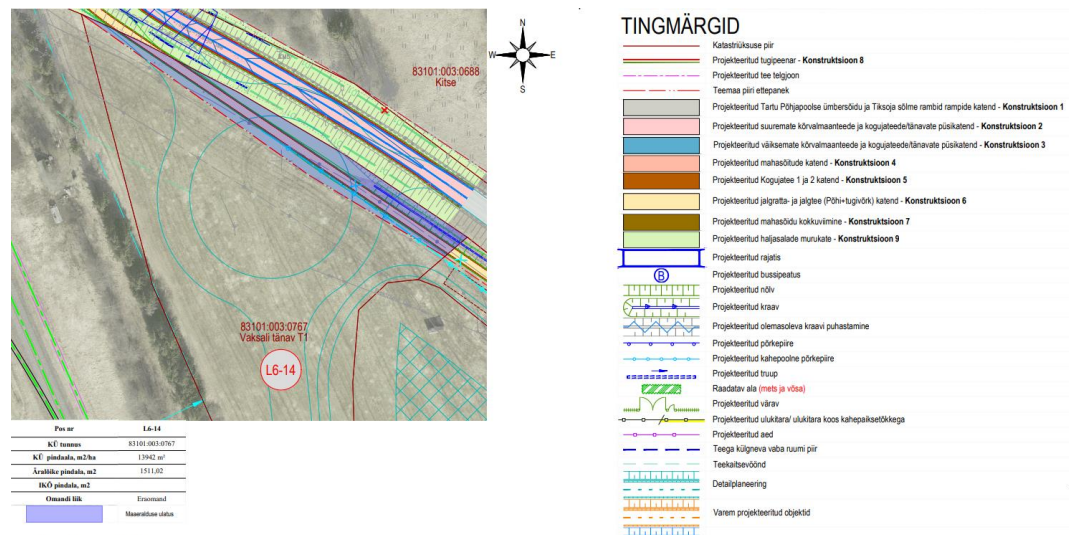 N
W
E
S
83101:003:0688
Kitse
83101:003:0767
Vaksali tänav T1
L6-14
Pos nr L6-14
KÜ tunnus 83101:003:0767
KÜ pindaala, m2/ha 13942 m²
Äralõike pindala, m2 1511,02
IKÕ pindala, m2
Omandi liik Eraomand
Maaeralduse ulatus
TINGMÄRGID
Katastriüksuse piir
Projekteeritud tugipeenar - Konstruktsioon 8
Projekteeritud tee telgjoon
Teemaa piiri ettepanek
Projekteeritud Tartu Põhjapoolse ümbersõidu ja Tiksoja sõlme rambid rampide katend - Konstruktsioon 1
Projekteeritud suuremate kõrvalmaanteede ja kogujateede/tänavate püsikatend - Konstruktsioon 2
Projekteeritud väiksemate kõrvalmaanteede ja kogujateede/tänavate püsikatend - Konstruktsioon 3
Projekteeritud mahasõitude katend - Konstruktsioon 4
Projekteeritud Kogujatee 1 ja 2 katend - Konstruktsioon 5
Projekteeritud jalgratta- ja jalgtee (Põhi+tugivõrk) katend - Konstruktsioon 6
Projekteeritud mahasõidu kokkuviimine - Konstruktsioon 7
Projekteeritud haljasalade murukate - Konstruktsioon 9
Projekteeritud rajatis
B Projekteeritud bussipeatus
Projekteeritud nõlv
Projekteeritud kraav
Projekteeritud olemasoleva kraavi puhastamine
Projekteeritud põrkepiire
Projekteeritud kahepoolne põrkepiire
Projekteeritud truup
Raadatav ala (mets ja võsa)
Projekteeritud värav
Projekteeritud ulukitara/ ulukitara koos kahepaiksetõkkega
Projekteeritud aed
Teega külgneva vaba ruumi piir
Teekaitsevöönd
Detailplaneering
Varem projekteeritud objektid